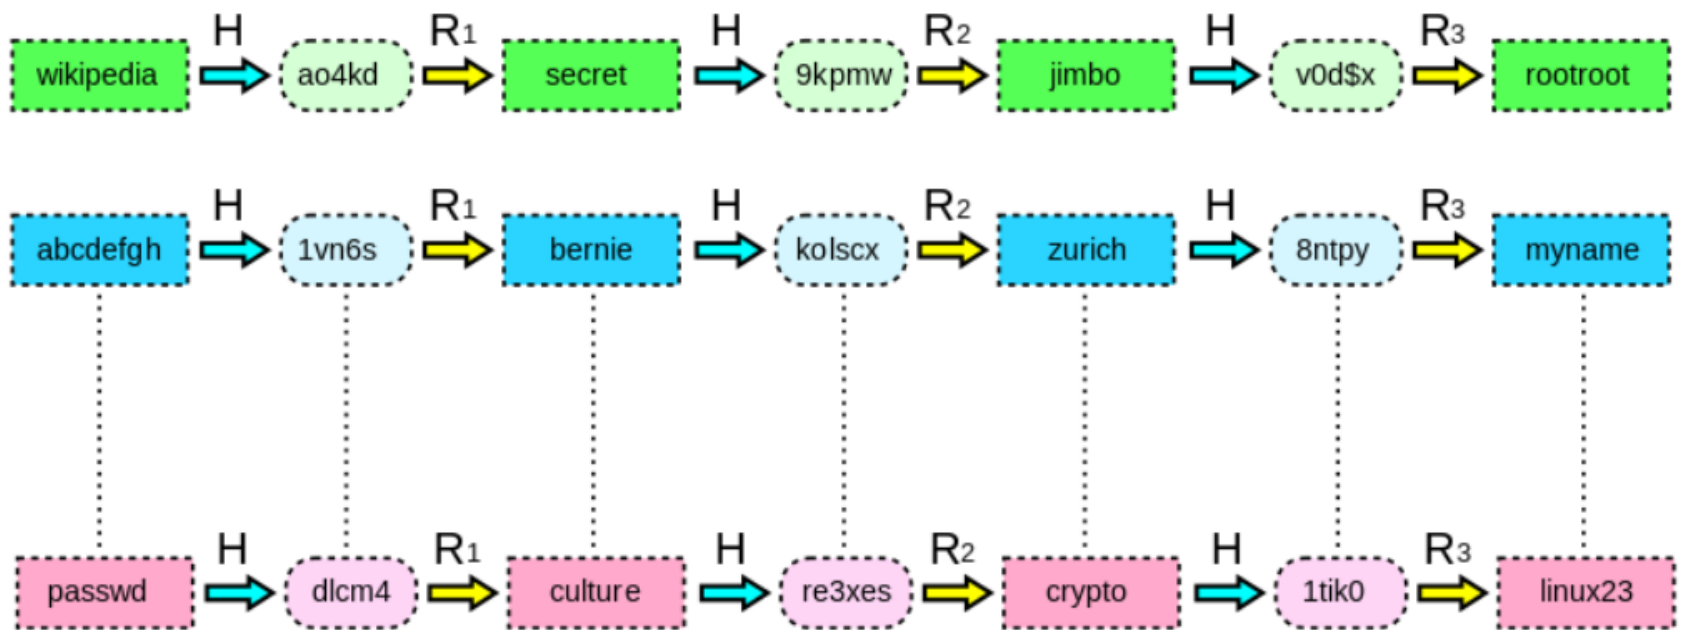 H R1 H R2 H R3
wikipedia ao4kd secret 9kpmw jimbo v0d$x rootroot
H R1 H R2 H R3
abcdefgh 1vn6s bernie kolscx zurich 8ntpy myname
H R1 H R2 H R3
passwd dlcm4 culture re3xes crypto 1tik0 linux23